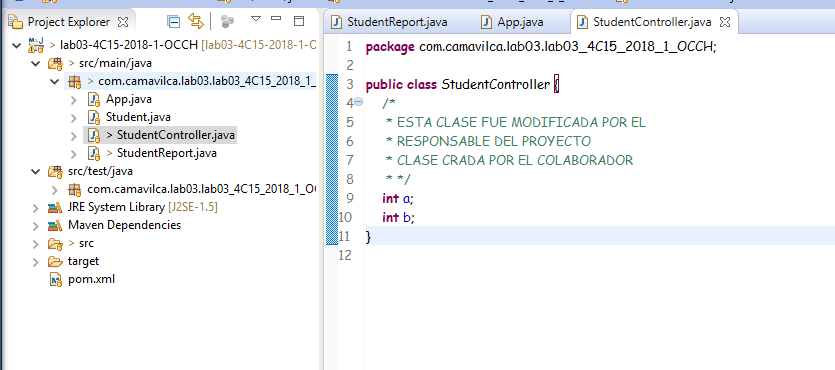 Project Explorer
lab03-4C15-2018-1-OCCH [lab03-4C15-2018-1-O
> src/main/java
> com.camavilca.lab03.lab03_4C15_2018_1_
App.java
Student.java
> StudentController.java
> StudentReport.java
src/test/java
com.camavilca.lab03.lab03_4C15_2018_1_O
JRE System Library [J2SE-1.5]
Maven Dependencies
> src
target
pom.xml
StudentReport.java
App.java
StudentController.java
1 package com.camavilca.lab03.lab03_4C15_2018_1_OCCH;
2
3 public class StudentController {
4 /*
5 * ESTA CLASE FUE MODIFICADA POR EL
6 * RESPONSABLE DEL PROYECTO
7 * CLASE CRADA POR EL COLABORADOR
8 * */
9 int a;
10 int b;
11 }
12